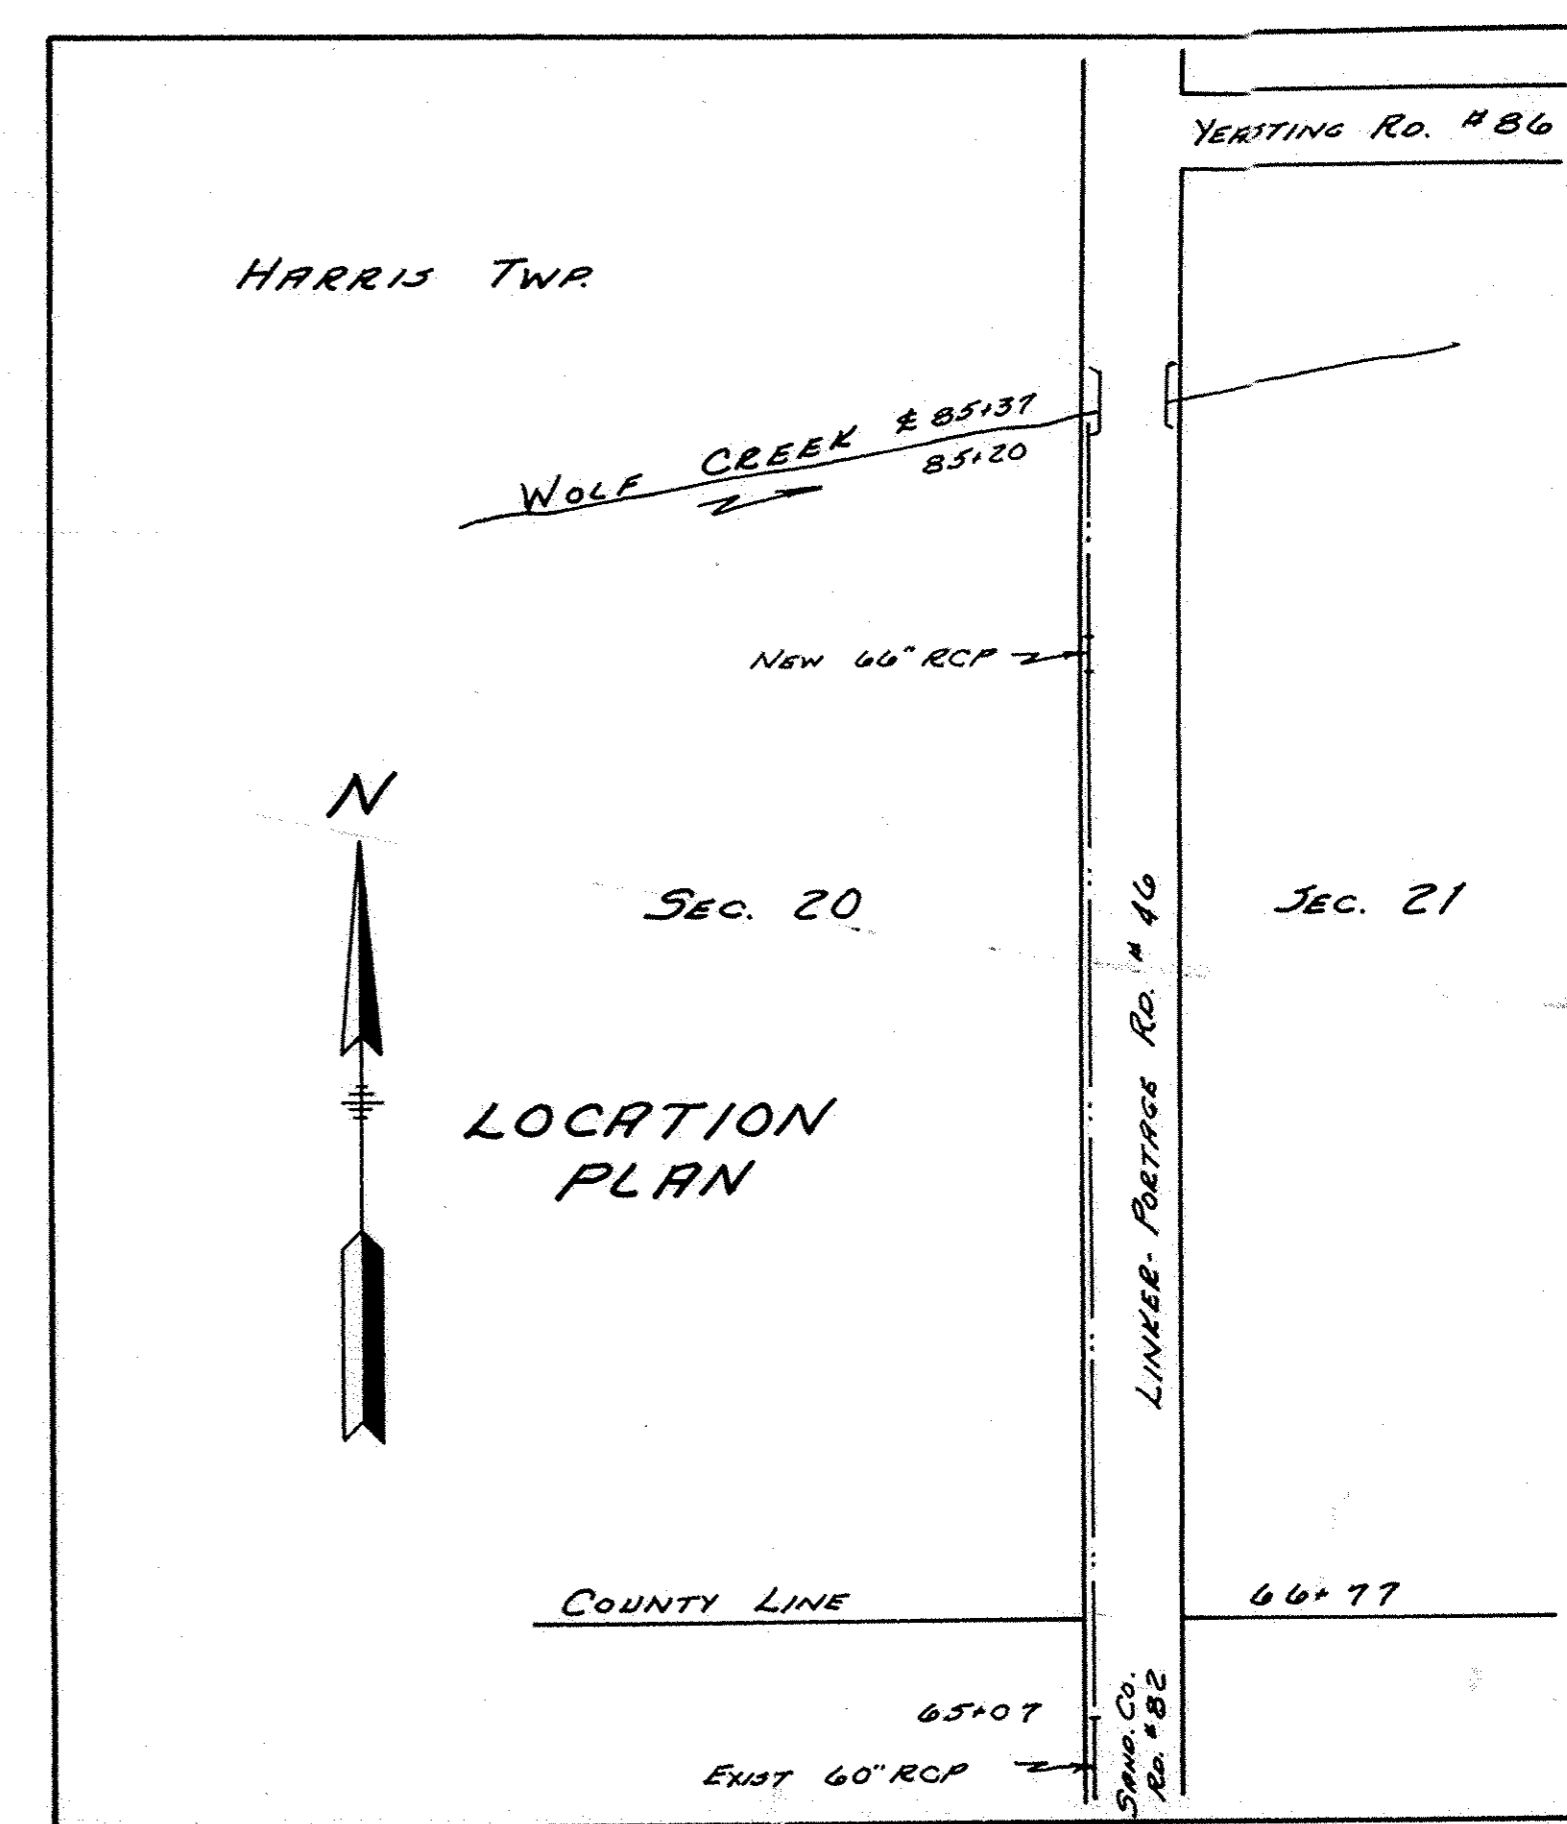 YEASTING RD. #86
HARRIS TWP.
WOLF CREEK ℄ 85+37
85+20
NEW 66" RCP
N
SEC. 20
SEC. 21
LINKER-PORTAGE RD. # 46
LOCATION
PLAN
COUNTY LINE
66+77
65+07
SAND. CO.
RD. #82
EXIST 60" RCP